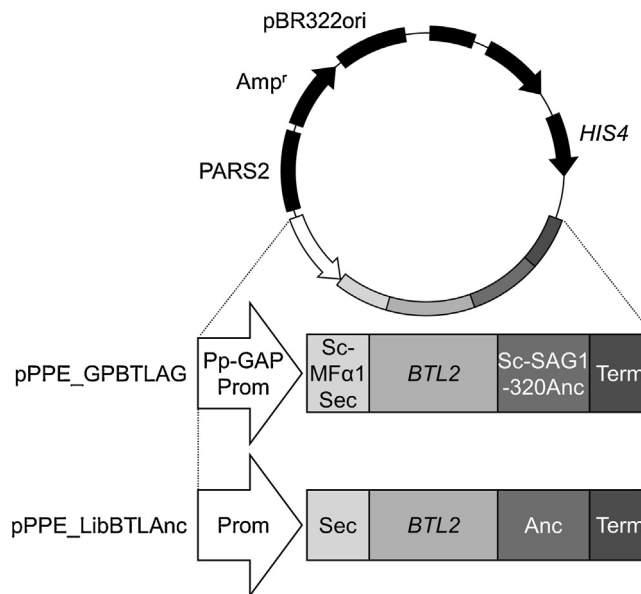 pBR322ori
Ampʳ
HIS4
PARS2
pPPE_GPBTLAG
Pp-GAP
Prom
Sc-
MFα1
Sec
BTL2
Sc-SAG1
-320Anc
Term
pPPE_LibBTLAnc
Prom
Sec
BTL2
Anc
Term